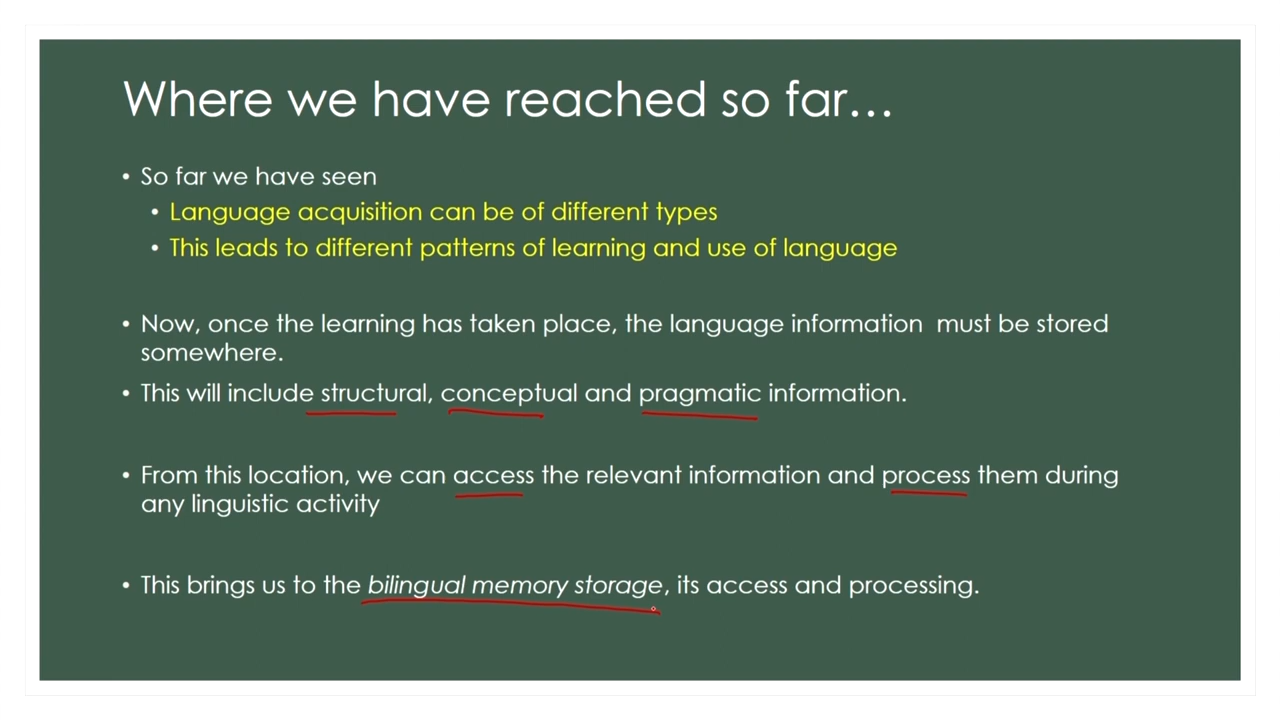 Where we have reached so far…
• So far we have seen
• Language acquisition can be of different types
• This leads to different patterns of learning and use of language
• Now, once the learning has taken place, the language information must be stored
somewhere.
• This will include structural, conceptual and pragmatic information.
• From this location, we can access the relevant information and process them during
any linguistic activity
• This brings us to the bilingual memory storage, its access and processing.